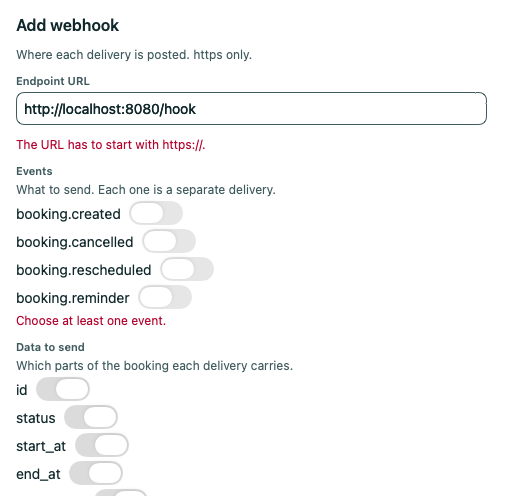 Add webhook
Where each delivery is posted. https only.
Endpoint URL
http://localhost:8080/hook
The URL has to start with https://.
Events
What to send. Each one is a separate delivery.
booking.created
booking.cancelled
booking.rescheduled
booking.reminder
Choose at least one event.
Data to send
Which parts of the booking each delivery carries.
id
status
start_at
end_at